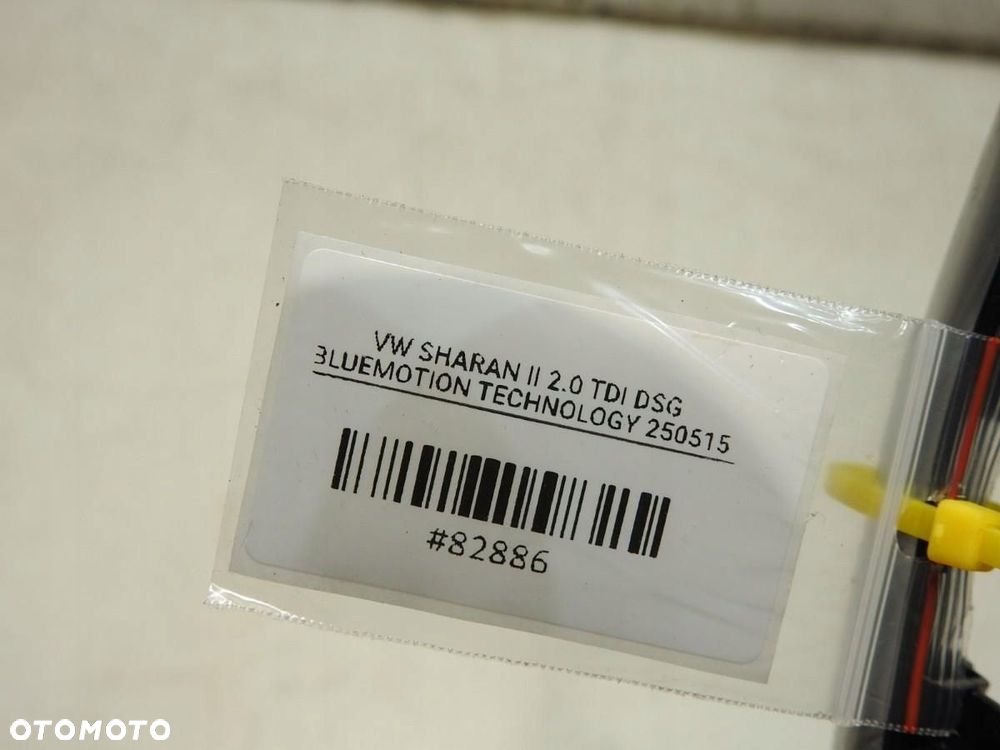 VW SHARAN II 2.0 TDI DSG
BLUEMOTION TECHNOLOGY 250515
#82886
OTOMOTO